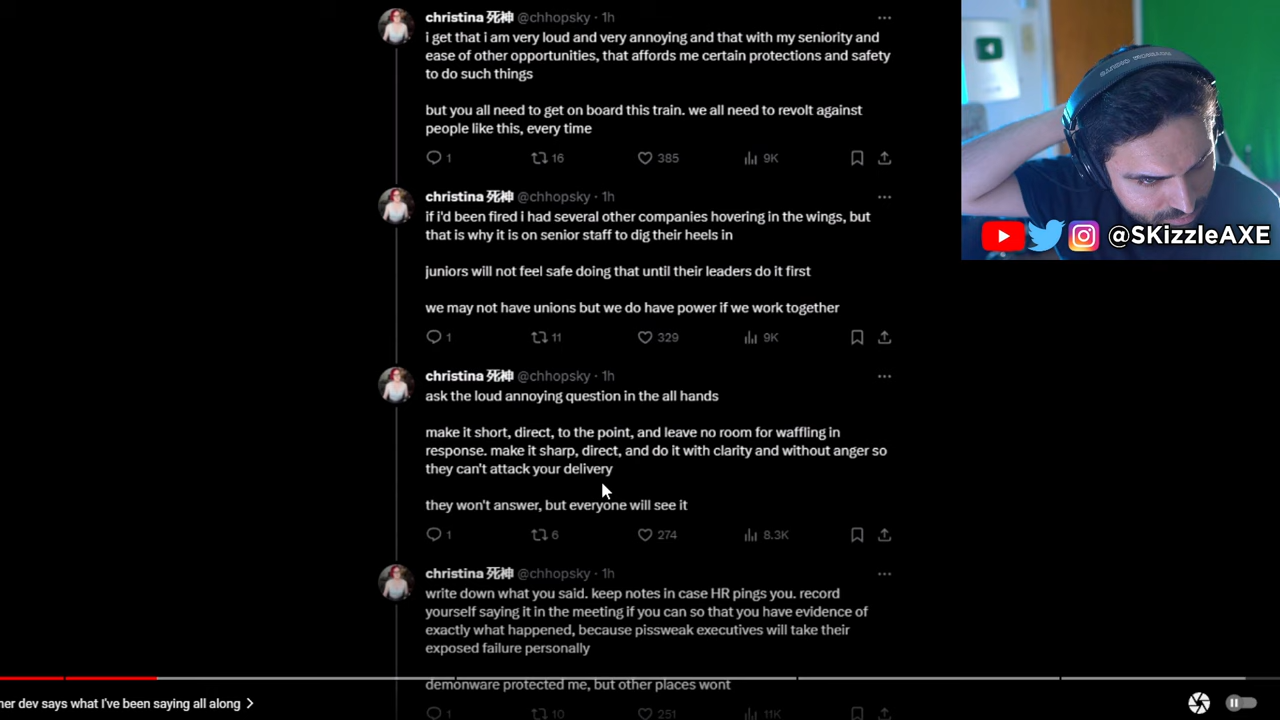 christina 死神 @chhopsky · 1h
i get that i am very loud and very annoying and that with my seniority and
ease of other opportunities, that affords me certain protections and safety
to do such things
but you all need to get on board this train. we all need to revolt against
people like this, every time
1 16 385 9K
christina 死神 @chhopsky · 1h
if i'd been fired i had several other companies hovering in the wings, but
that is why it is on senior staff to dig their heels in
juniors will not feel safe doing that until their leaders do it first
we may not have unions but we do have power if we work together
1 11 329 9K
christina 死神 @chhopsky · 1h
ask the loud annoying question in the all hands
make it short, direct, to the point, and leave no room for waffling in
response. make it sharp, direct, and do it with clarity and without anger so
they can't attack your delivery
they won't answer, but everyone will see it
1 6 274 8.3K
christina 死神 @chhopsky · 1h
write down what you said. keep notes in case HR pings you. record
yourself saying it in the meeting if you can so that you have evidence of
exactly what happened, because pissweak executives will take their
exposed failure personally
demonware protected me, but other places wont
1 10 251 11K
@SKizzleAXE
her dev says what I've been saying all along